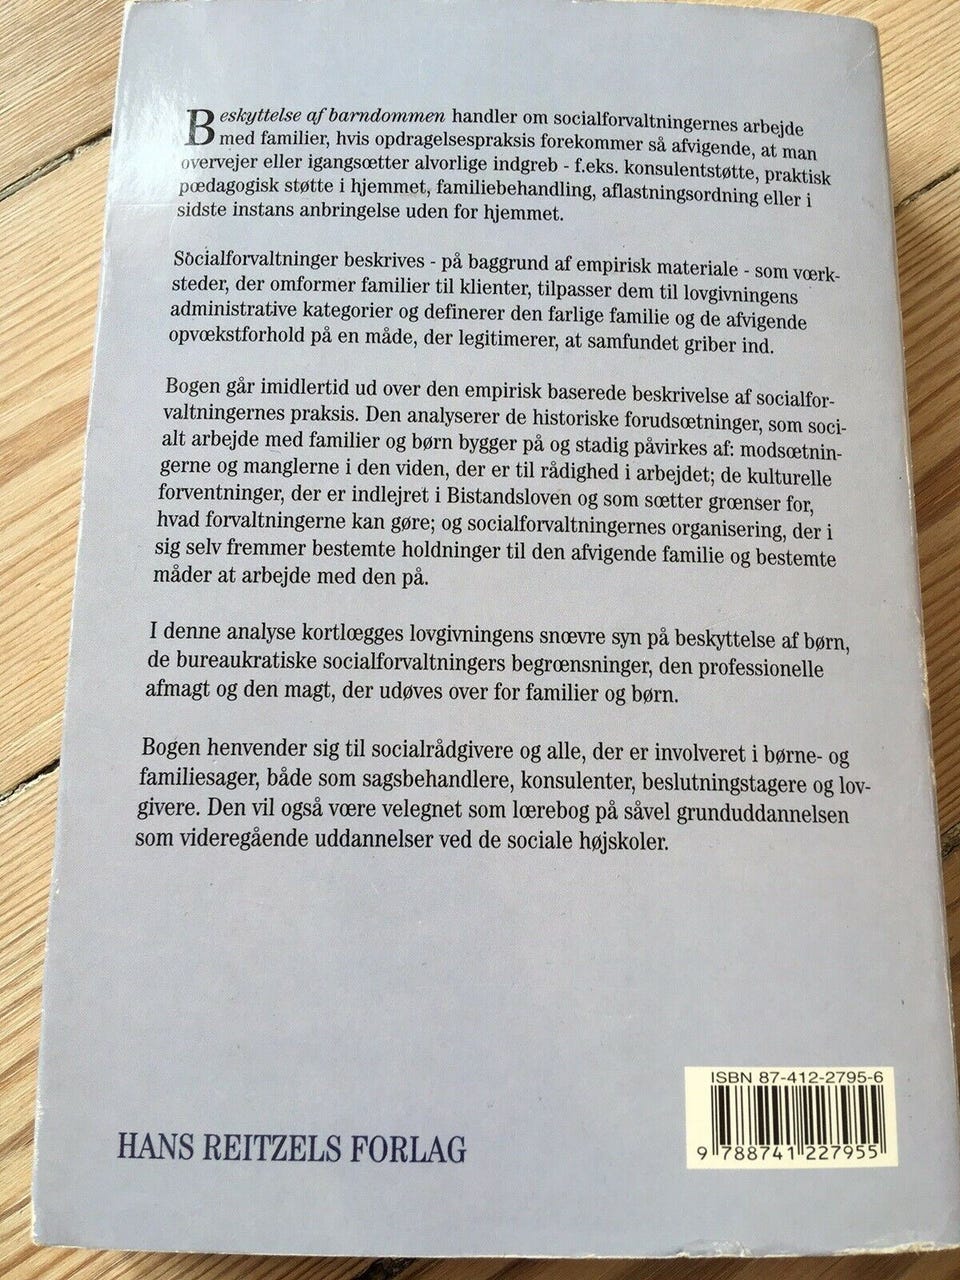 Beskyttelse af barndommen handler om socialforvaltningernes arbejde
med familier, hvis opdragelsespraksis forekommer så afvigende, at man
overvejer eller igangsætter alvorlige indgreb - f.eks. konsulentstøtte, praktisk
pædagogisk støtte i hjemmet, familiebehandling, aflastningsordning eller i
sidste instans anbringelse uden for hjemmet.
Socialforvaltninger beskrives - på baggrund af empirisk materiale - som værk-
steder, der omformer familier til klienter, tilpasser dem til lovgivningens
administrative kategorier og definerer den farlige familie og de afvigende
opvækstforhold på en måde, der legitimerer, at samfundet griber ind.
Bogen går imidlertid ud over den empirisk baserede beskrivelse af socialfor-
valtningernes praksis. Den analyserer de historiske forudsætninger, som soci-
alt arbejde med familier og børn bygger på og stadig påvirkes af: modsætnin-
gerne og manglerne i den viden, der er til rådighed i arbejdet; de kulturelle
forventninger, der er indlejret i Bistandsloven og som sætter grænser for,
hvad forvaltningerne kan gøre; og socialforvaltningernes organisering, der i
sig selv fremmer bestemte holdninger til den afvigende familie og bestemte
måder at arbejde med den på.
I denne analyse kortlægges lovgivningens snævre syn på beskyttelse af børn,
de bureaukratiske socialforvaltningers begrænsninger, den professionelle
afmagt og den magt, der udøves over for familier og børn.
Bogen henvender sig til socialrådgivere og alle, der er involveret i børne- og
familiesager, både som sagsbehandlere, konsulenter, beslutningstagere og lov-
givere. Den vil også være velegnet som lærebog på såvel grunduddannelsen
som videregående uddannelser ved de sociale højskoler.
ISBN 87-412-2795-6
9 788741 227955
HANS REITZELS FORLAG